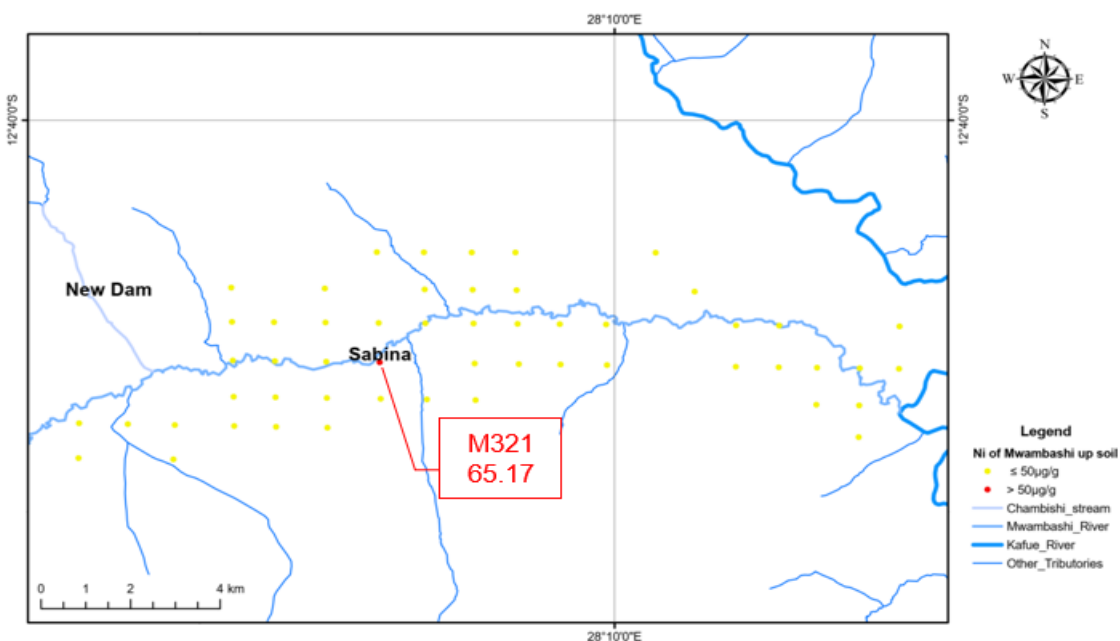 28°10'0"E
N
W E
S
12°40'0"S
12°40'0"S
New Dam
Sabina
M321
65.17
Legend
Ni of Mwambashi up soil
≤ 50µg/g
> 50µg/g
Chambishi_stream
Mwambashi_River
Kafue_River
Other_Tributories
0 1 2 4 km
28°10'0"E